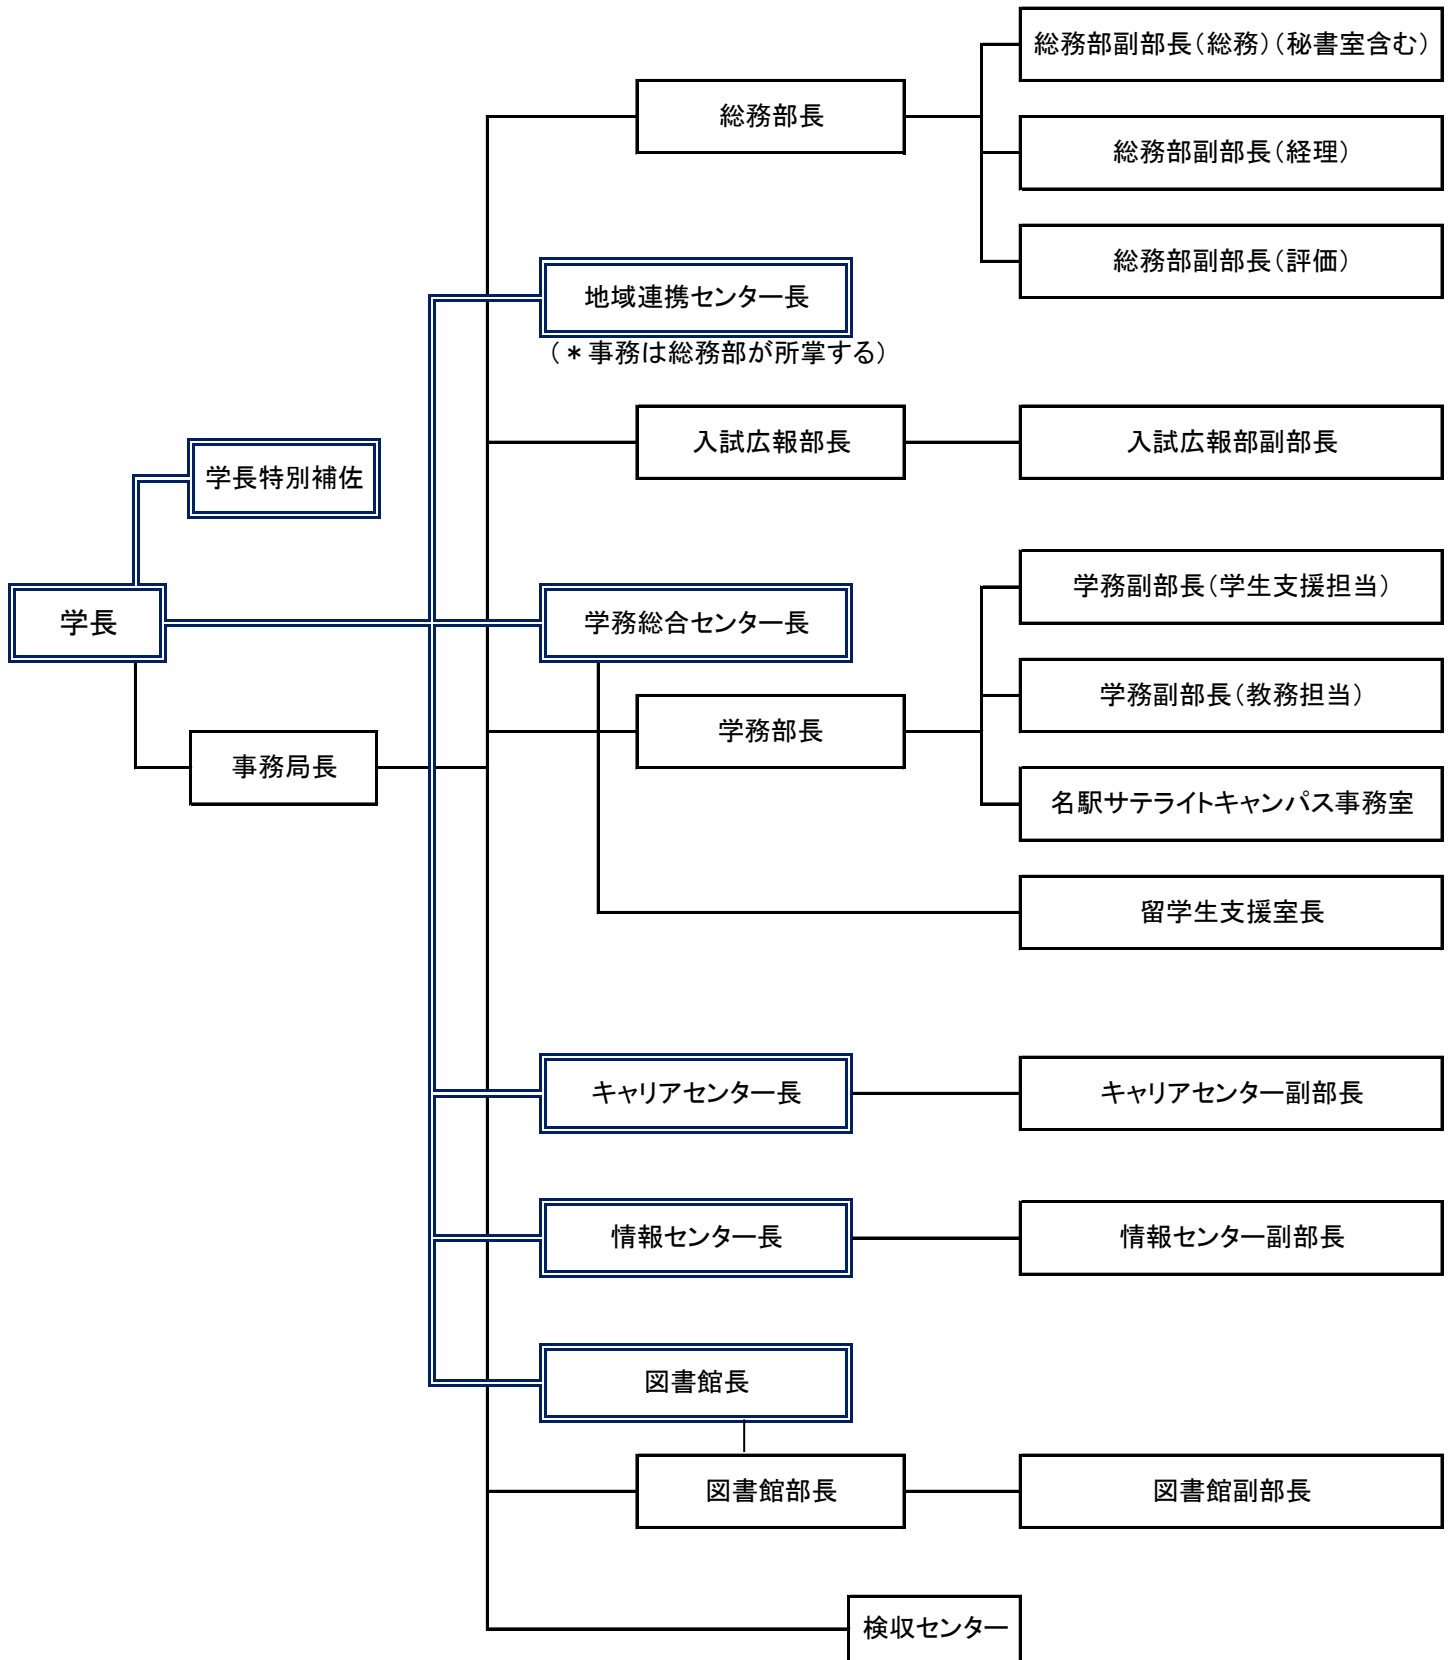 総務部副部長(総務)(秘書室含む)
総務部長
総務部副部長(経理)
総務部副部長(評価)
地域連携センター長
(*事務は総務部が所掌する)
入試広報部長
入試広報部副部長
学長特別補佐
学務副部長(学生支援担当)
学長
学務総合センター長
学務副部長(教務担当)
学務部長
事務局長
名駅サテライトキャンパス事務室
留学生支援室長
キャリアセンター長
キャリアセンター副部長
情報センター長
情報センター副部長
図書館長
図書館部長
図書館副部長
検収センター